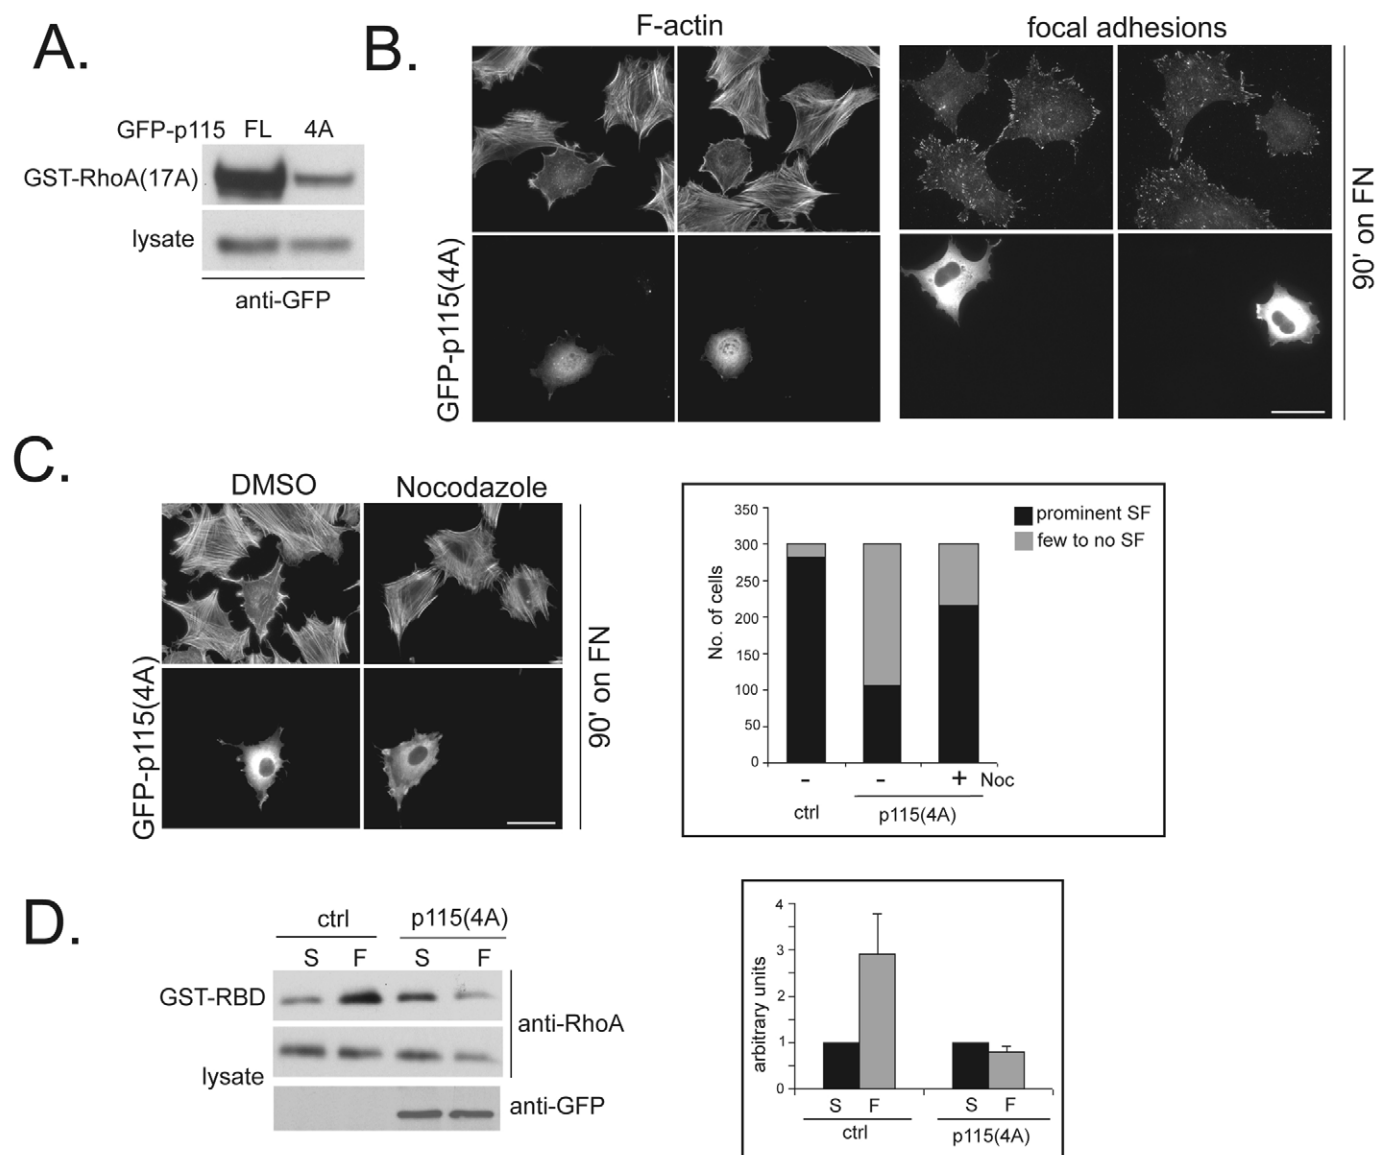 A.
GFP-p115 FL 4A
GST-RhoA(17A)
lysate
anti-GFP
B.
F-actin
focal adhesions
GFP-p115(4A)
90' on FN
C.
DMSO
Nocodazole
GFP-p115(4A)
90' on FN
350
300
250
200
150
100
50
0
No. of cells
prominent SF
few to no SF
- - + Noc
ctrl
p115(4A)
D.
ctrl p115(4A)
S F S F
GST-RBD
anti-RhoA
lysate
anti-GFP
4
3
2
1
0
arbitrary units
S F S F
ctrl p115(4A)